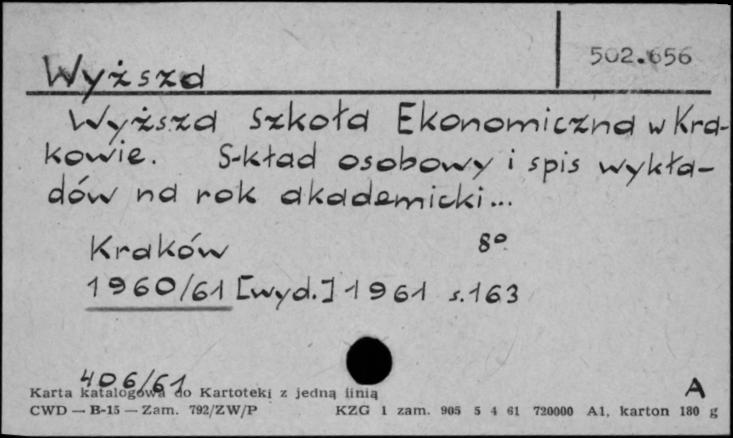 502.656
Wyższa
Wyższa Szkoła Ekonomiczna w Kra-
kowie. Skład osobowy i spis wykła-
dów na rok akademicki...
Kraków 8º
1960/61 [wyd.] 1961 s.163
406/61
Karta katalogowa do Kartoteki z jedną linią A
CWD — B-15 — Zam. 792/ZW/P KZG 1 zam. 905 5 4 61 720000 A1, karton 180 g